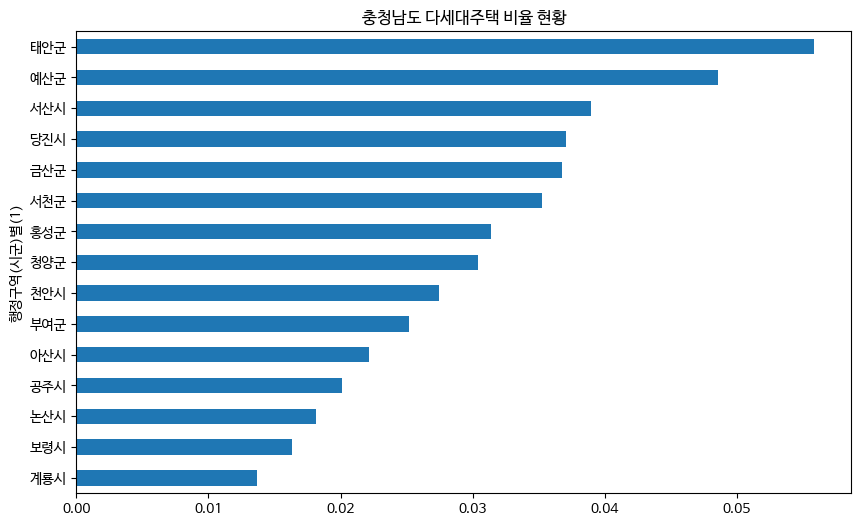 충청남도 다세대주택 비율 현황
행정구역(시군)별(1)
태안군
예산군
서산시
당진시
금산군
서천군
홍성군
청양군
천안시
부여군
아산시
공주시
논산시
보령시
계룡시
0.00 0.01 0.02 0.03 0.04 0.05